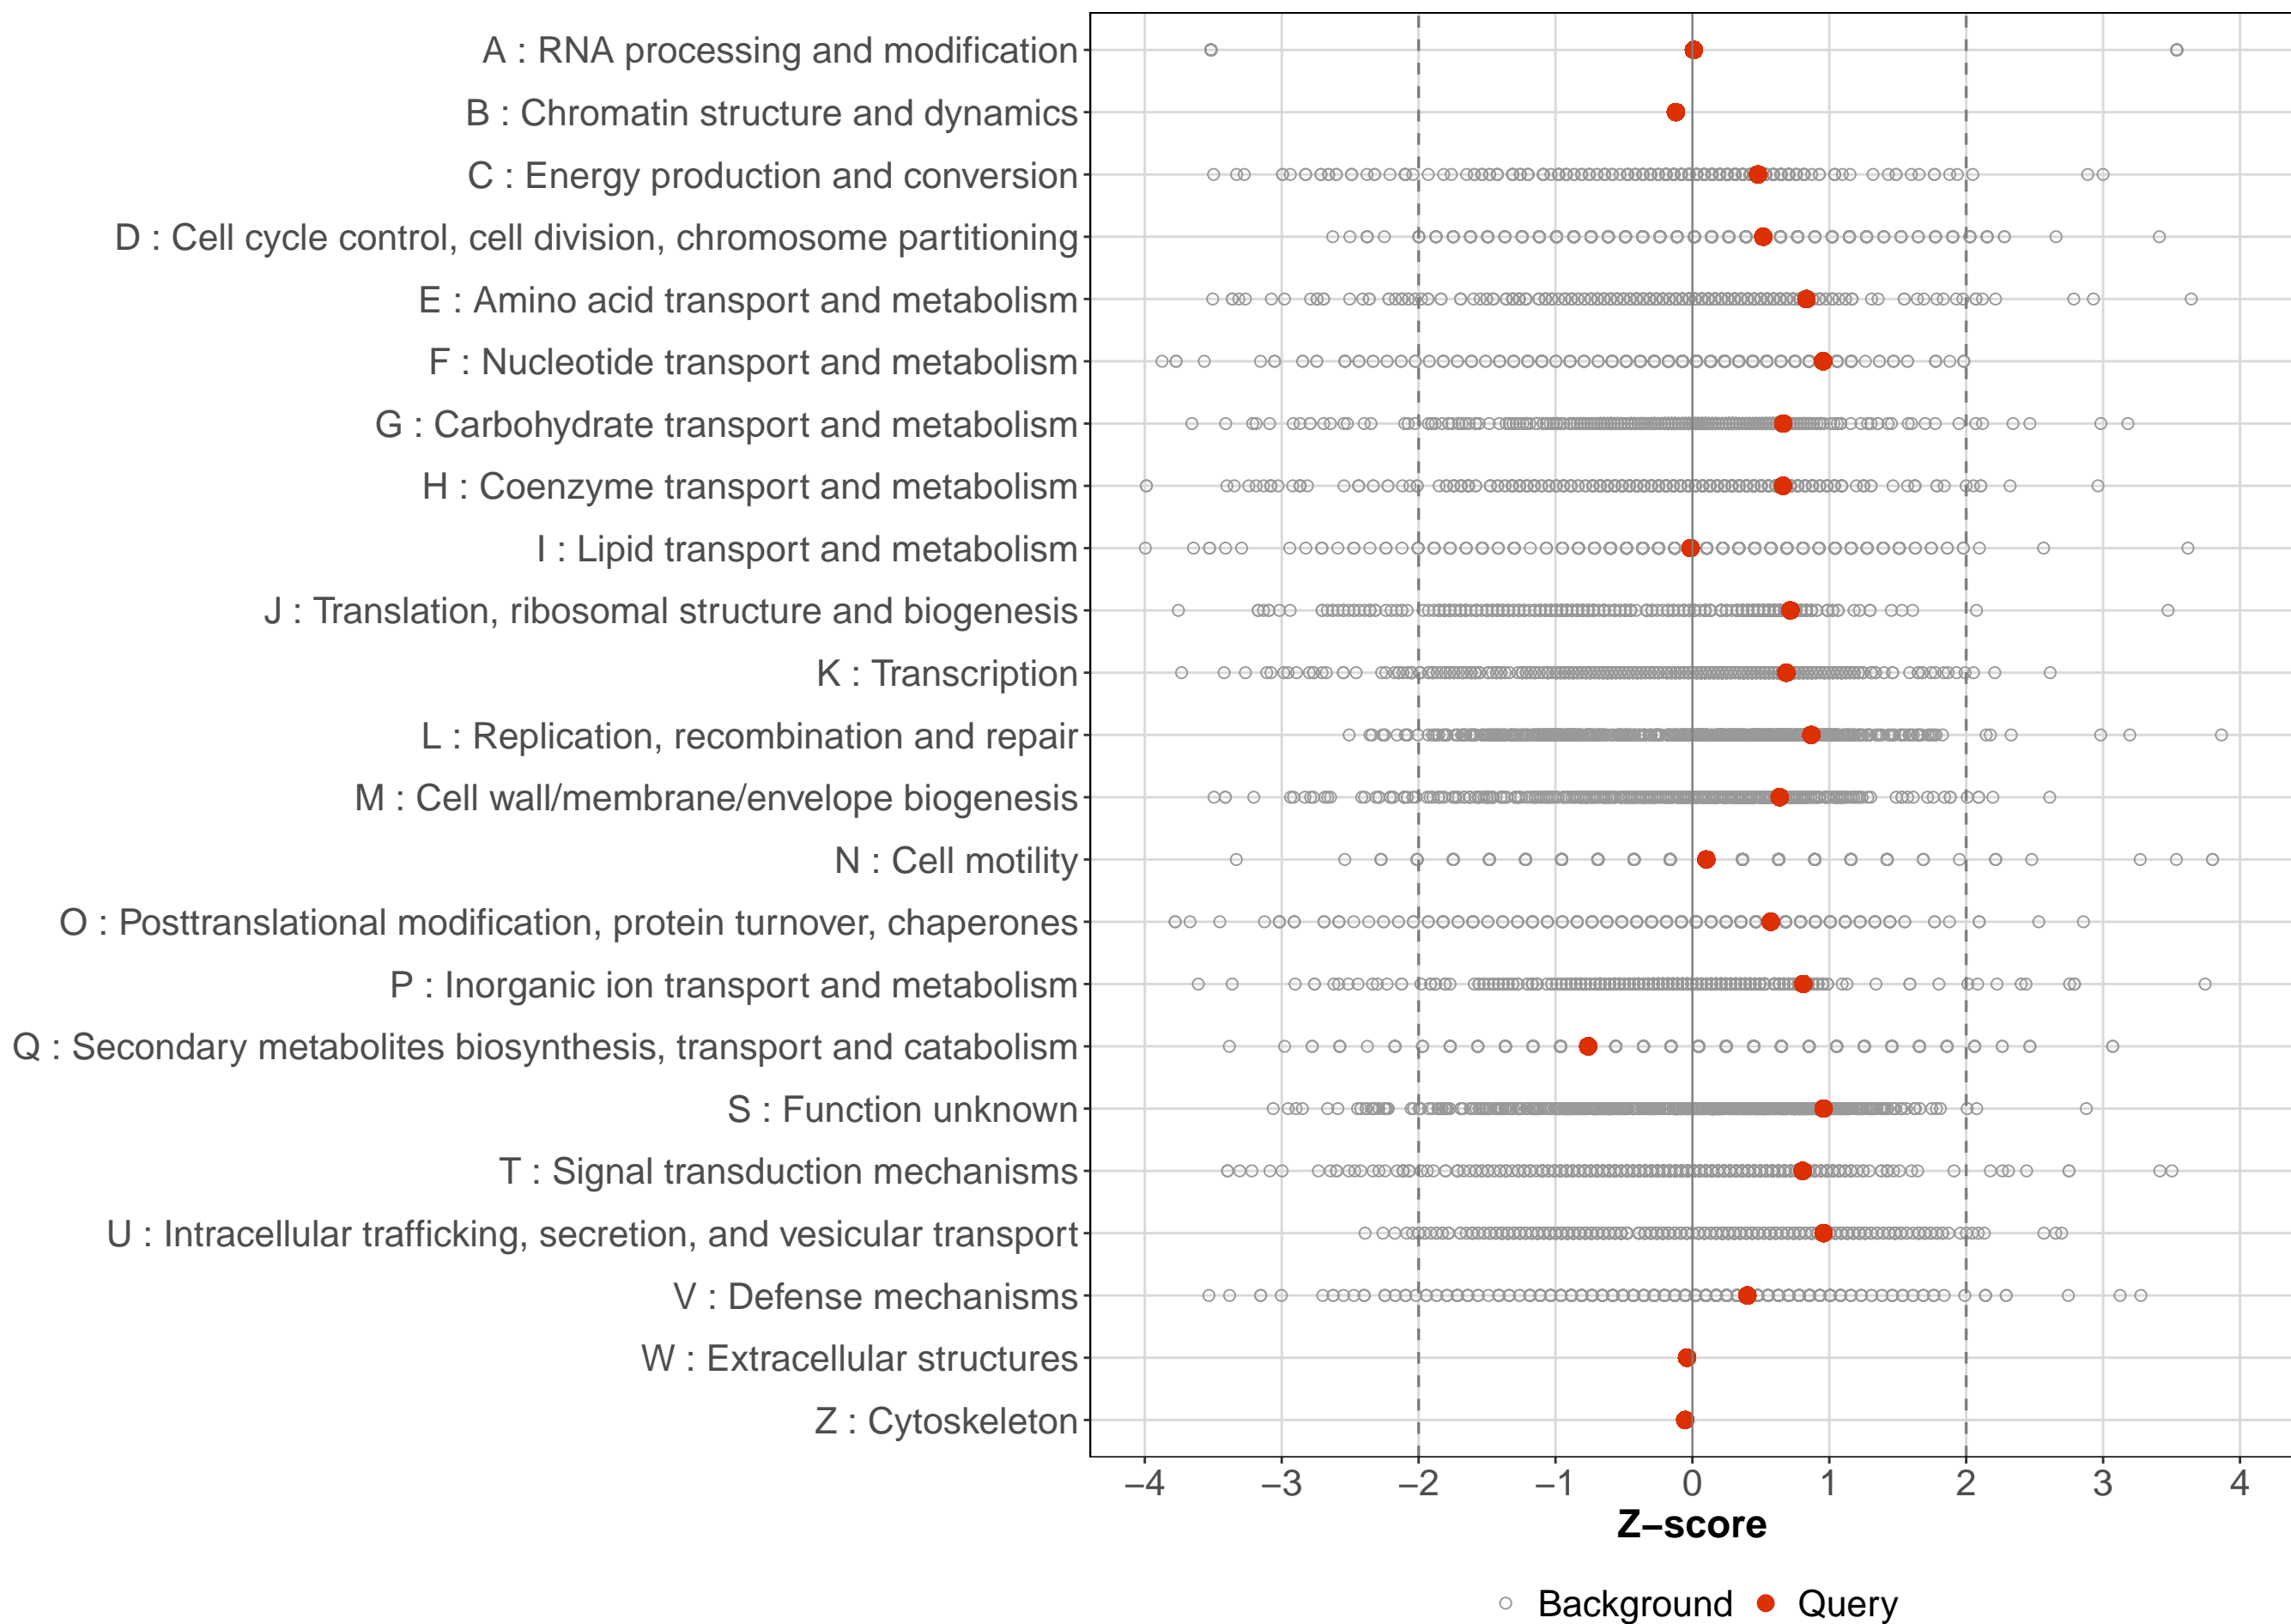 A : RNA processing and modification
B : Chromatin structure and dynamics
C : Energy production and conversion
D : Cell cycle control, cell division, chromosome partitioning
E : Amino acid transport and metabolism
F : Nucleotide transport and metabolism
G : Carbohydrate transport and metabolism
H : Coenzyme transport and metabolism
I : Lipid transport and metabolism
J : Translation, ribosomal structure and biogenesis
K : Transcription
L : Replication, recombination and repair
M : Cell wall/membrane/envelope biogenesis
N : Cell motility
O : Posttranslational modification, protein turnover, chaperones
P : Inorganic ion transport and metabolism
Q : Secondary metabolites biosynthesis, transport and catabolism
S : Function unknown
T : Signal transduction mechanisms
U : Intracellular trafficking, secretion, and vesicular transport
V : Defense mechanisms
W : Extracellular structures
Z : Cytoskeleton
−4 −3 −2 −1 0 1 2 3 4
Z−score
Background Query